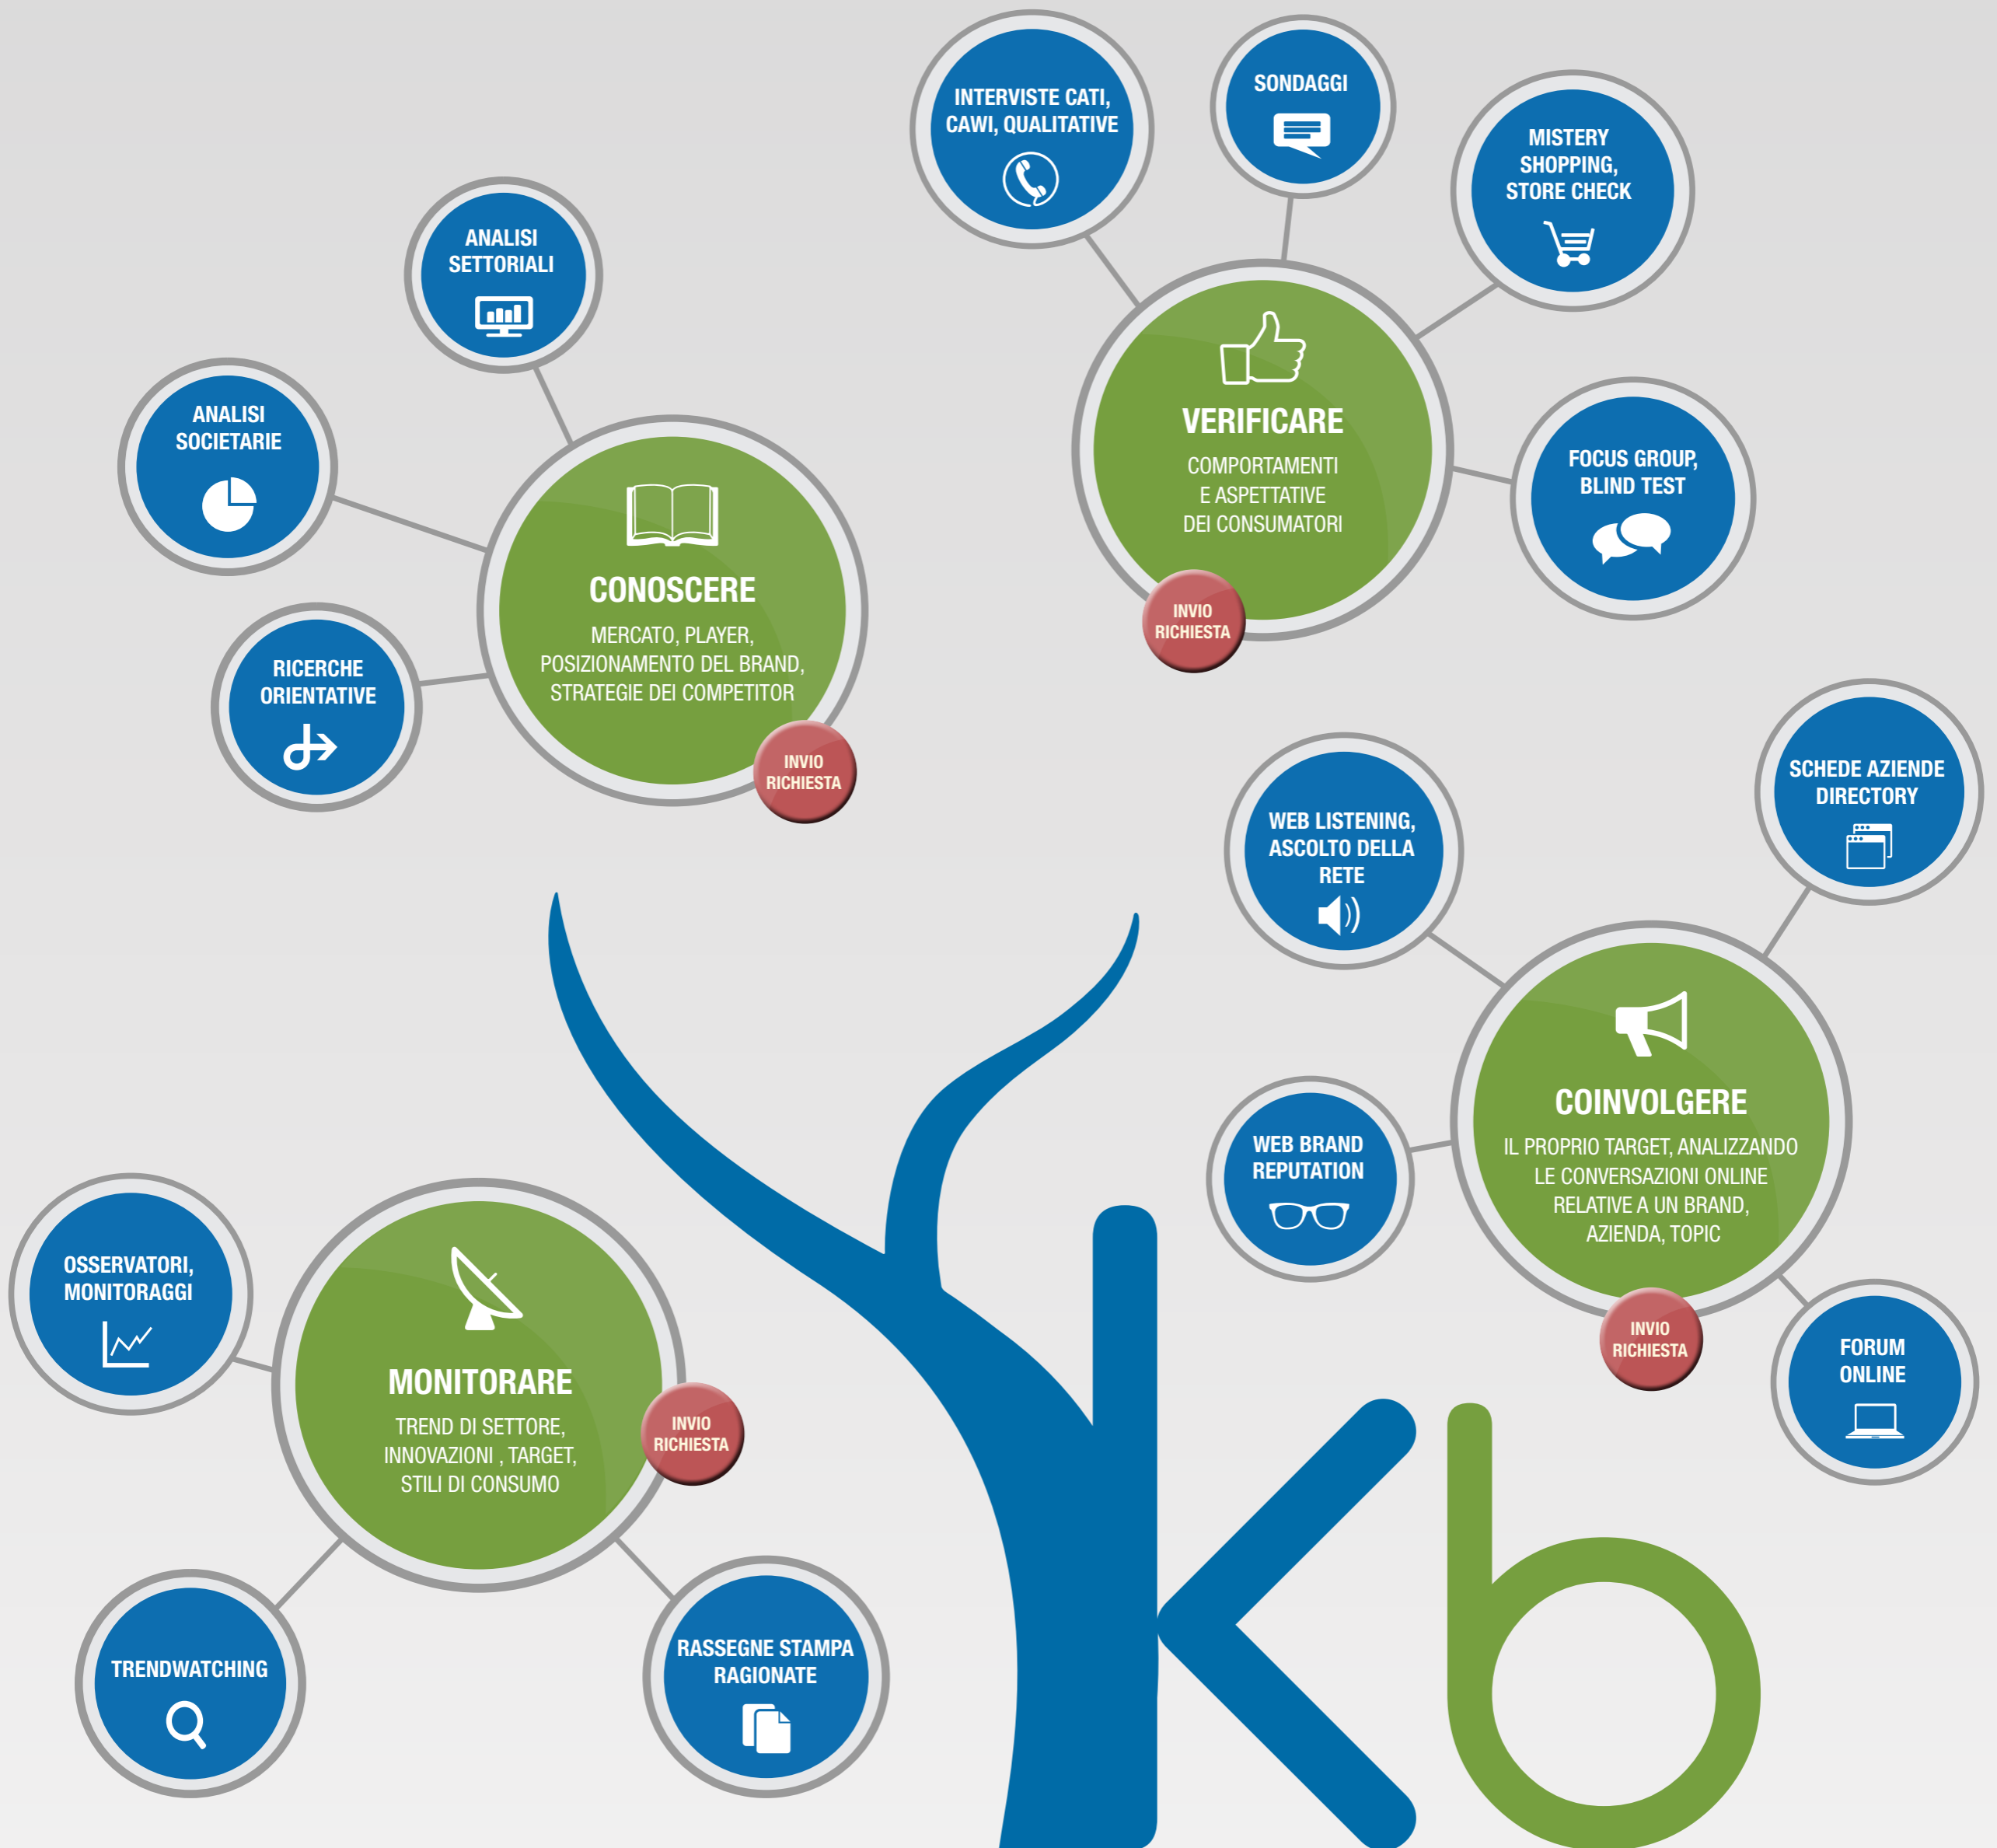 ANALISI
SETTORIALI
ANALISI
SOCIETARIE
RICERCHE
ORIENTATIVE
CONOSCERE
MERCATO, PLAYER,
POSIZIONAMENTO DEL BRAND,
STRATEGIE DEI COMPETITOR
INVIO
RICHIESTA
INTERVISTE CATI,
CAWI, QUALITATIVE
SONDAGGI
MISTERY
SHOPPING,
STORE CHECK
FOCUS GROUP,
BLIND TEST
VERIFICARE
COMPORTAMENTI
E ASPETTATIVE
DEI CONSUMATORI
INVIO
RICHIESTA
WEB LISTENING,
ASCOLTO DELLA
RETE
SCHEDE AZIENDE
DIRECTORY
WEB BRAND
REPUTATION
COINVOLGERE
IL PROPRIO TARGET, ANALIZZANDO
LE CONVERSAZIONI ONLINE
RELATIVE A UN BRAND,
AZIENDA, TOPIC
INVIO
RICHIESTA
FORUM
ONLINE
OSSERVATORI,
MONITORAGGI
MONITORARE
TREND DI SETTORE,
INNOVAZIONI , TARGET,
STILI DI CONSUMO
INVIO
RICHIESTA
TRENDWATCHING
RASSEGNE STAMPA
RAGIONATE
kb